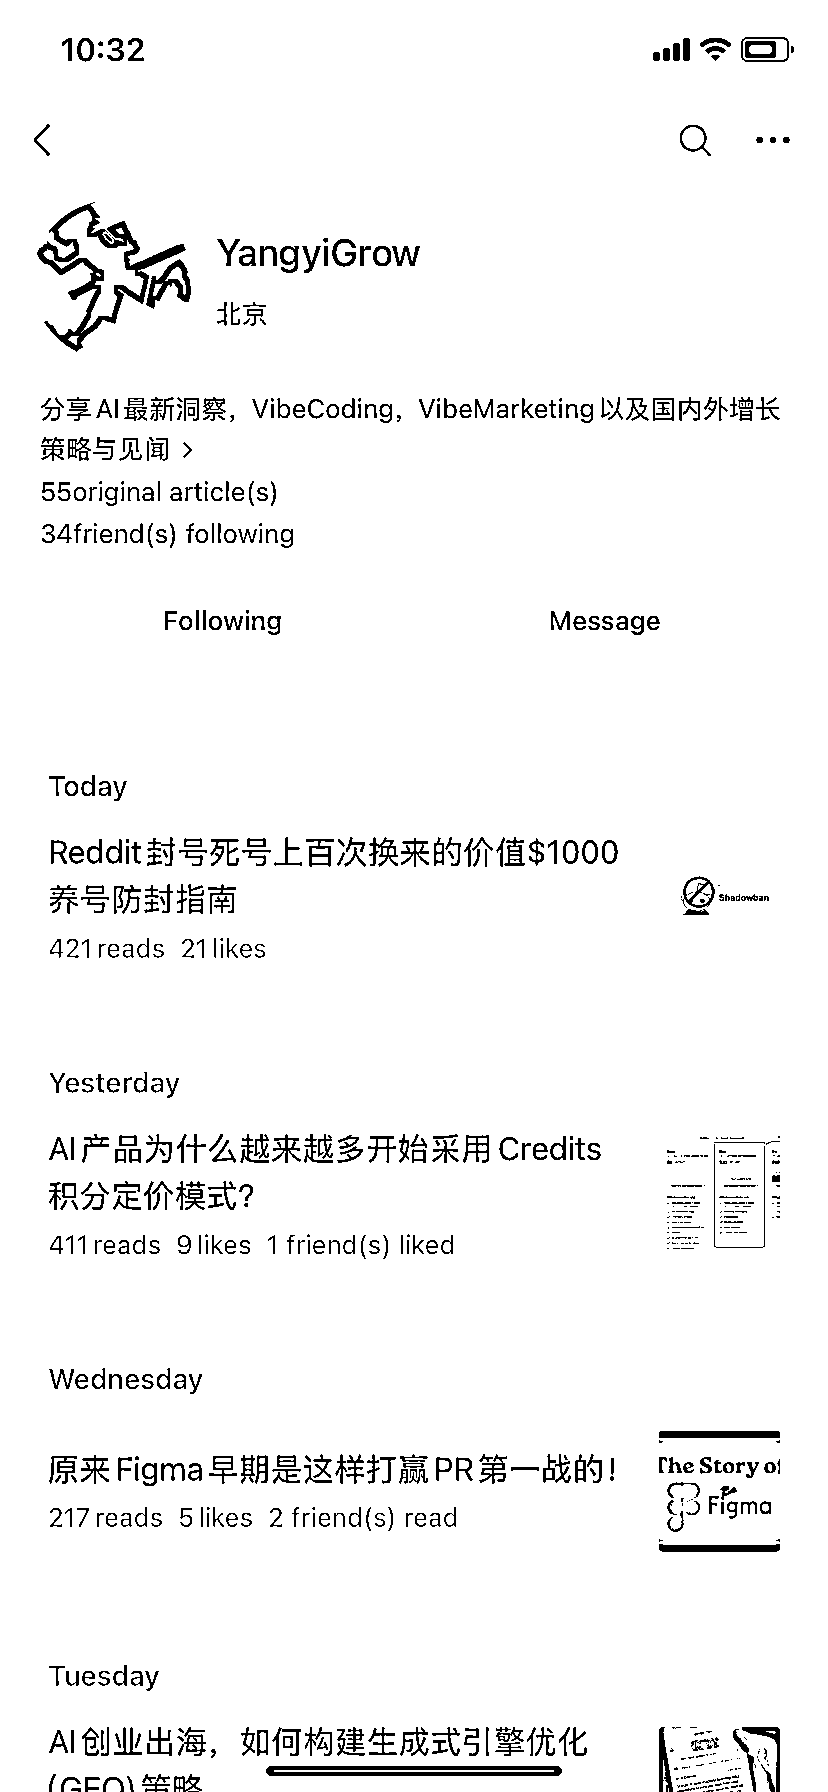 10:32
YangyiGrow
北京
分享AI最新洞察，VibeCoding，VibeMarketing以及国内外增长
策略与见闻 >
55original article(s)
34friend(s) following
Following
Message
Today
Reddit封号死号上百次换来的价值$1000
养号防封指南
421 reads 21 likes
Shadowban
Yesterday
AI产品为什么越来越多开始采用Credits
积分定价模式？
411 reads 9 likes 1 friend(s) liked
Wednesday
原来Figma早期是这样打赢PR第一战的！
217 reads 5 likes 2 friend(s) read
The Story of
Figma
Tuesday
AI创业出海，如何构建生成式引擎优化
(GEO)策略